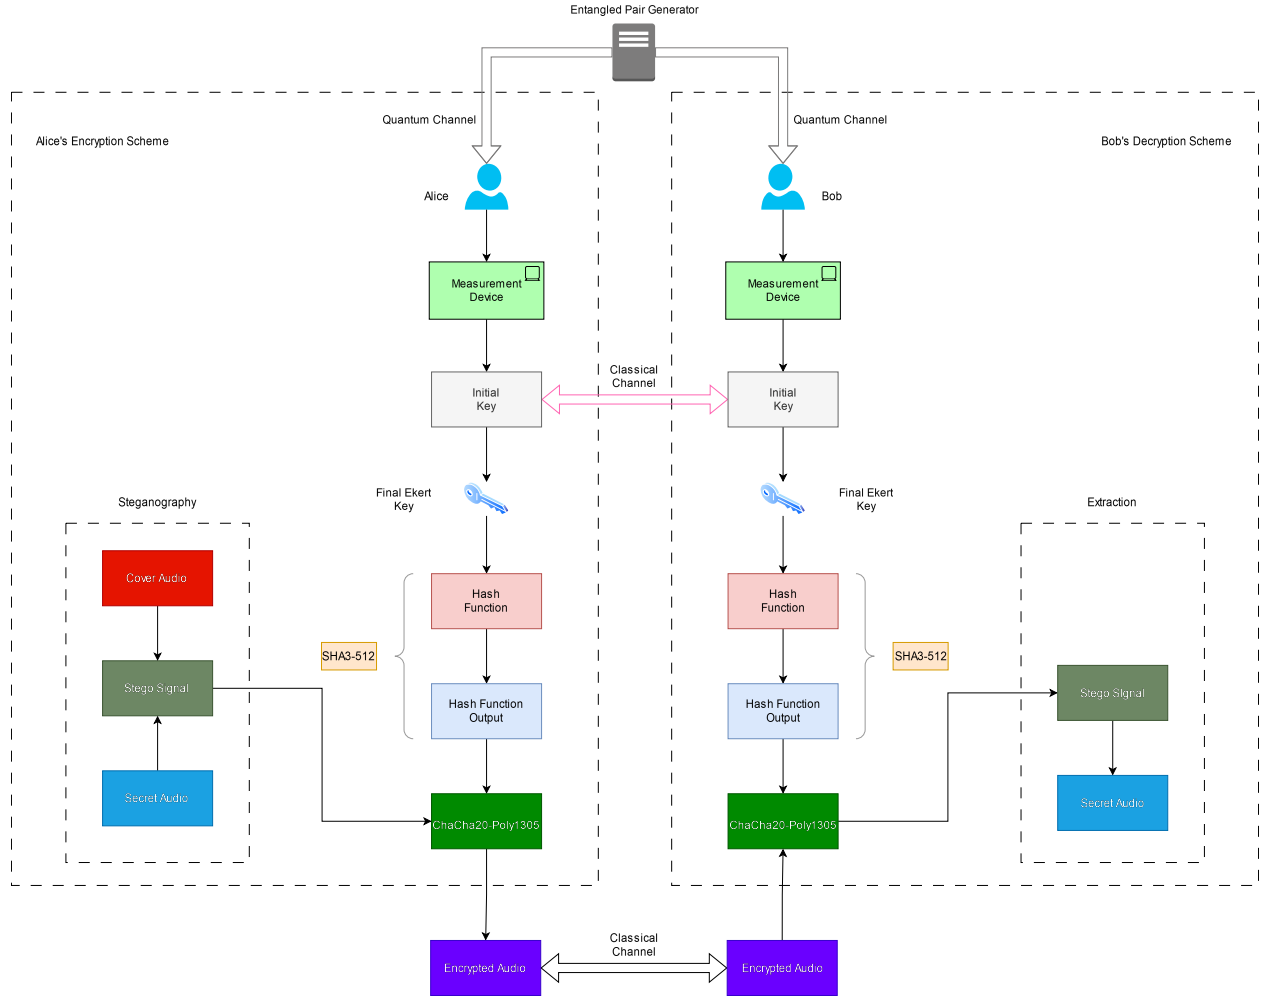 Entangled Pair Generator
Quantum Channel
Quantum Channel
Alice's Encryption Scheme
Bob's Decryption Scheme
Alice
Bob
Measurement
Device
Measurement
Device
Classical
Channel
Initial
Key
Initial
Key
Final Ekert
Key
Final Ekert
Key
Steganography
Extraction
Cover Audio
Hash
Function
Hash
Function
SHA3-512
SHA3-512
Stego Signal
Stego SIgnal
Hash Function
Output
Hash Function
Output
Secret Audio
Secret Audio
ChaCha20-Poly1305
ChaCha20-Poly1305
Classical
Channel
Encrypted Audio
Encrypted Audio